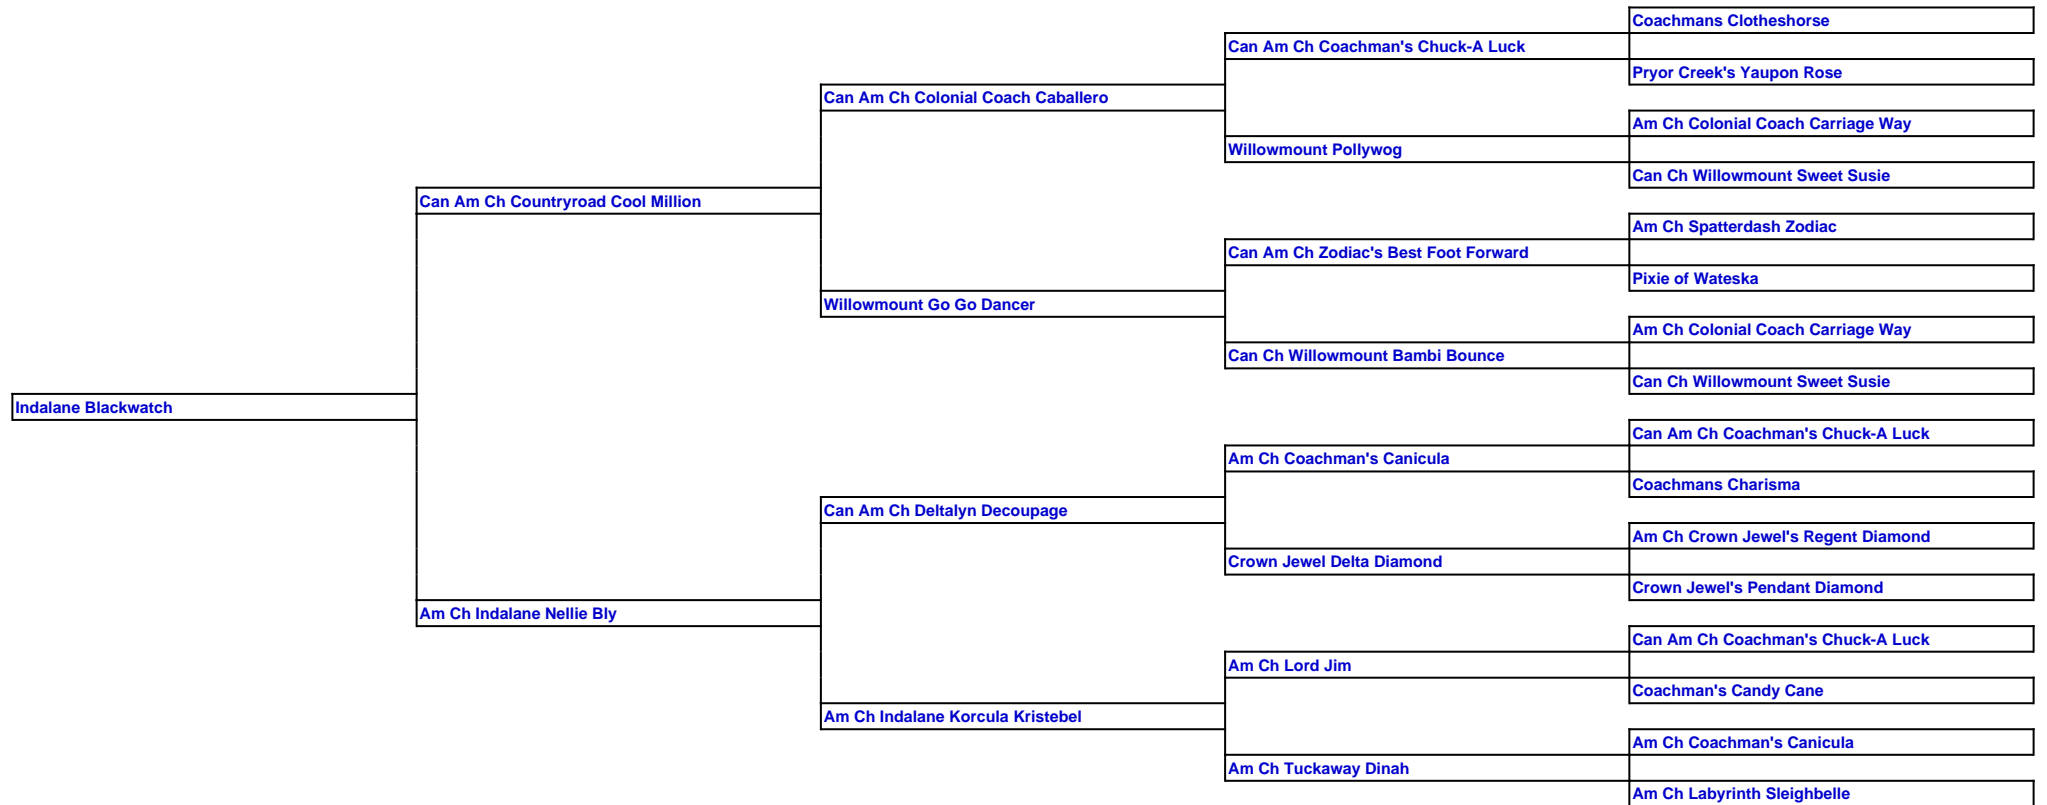 Coachmans Clotheshorse
Can Am Ch Coachman's Chuck-A Luck
Pryor Creek's Yaupon Rose
Can Am Ch Colonial Coach Caballero
Am Ch Colonial Coach Carriage Way
Willowmount Pollywog
Can Ch Willowmount Sweet Susie
Can Am Ch Countryroad Cool Million
Am Ch Spatterdash Zodiac
Can Am Ch Zodiac's Best Foot Forward
Pixie of Wateska
Willowmount Go Go Dancer
Am Ch Colonial Coach Carriage Way
Can Ch Willowmount Bambi Bounce
Can Ch Willowmount Sweet Susie
Indalane Blackwatch
Can Am Ch Coachman's Chuck-A Luck
Am Ch Coachman's Canicula
Coachmans Charisma
Can Am Ch Deltalyn Decoupage
Am Ch Crown Jewel's Regent Diamond
Crown Jewel Delta Diamond
Crown Jewel's Pendant Diamond
Am Ch Indalane Nellie Bly
Can Am Ch Coachman's Chuck-A Luck
Am Ch Lord Jim
Coachman's Candy Cane
Am Ch Indalane Korcula Kristebel
Am Ch Coachman's Canicula
Am Ch Tuckaway Dinah
Am Ch Labyrinth Sleighbelle